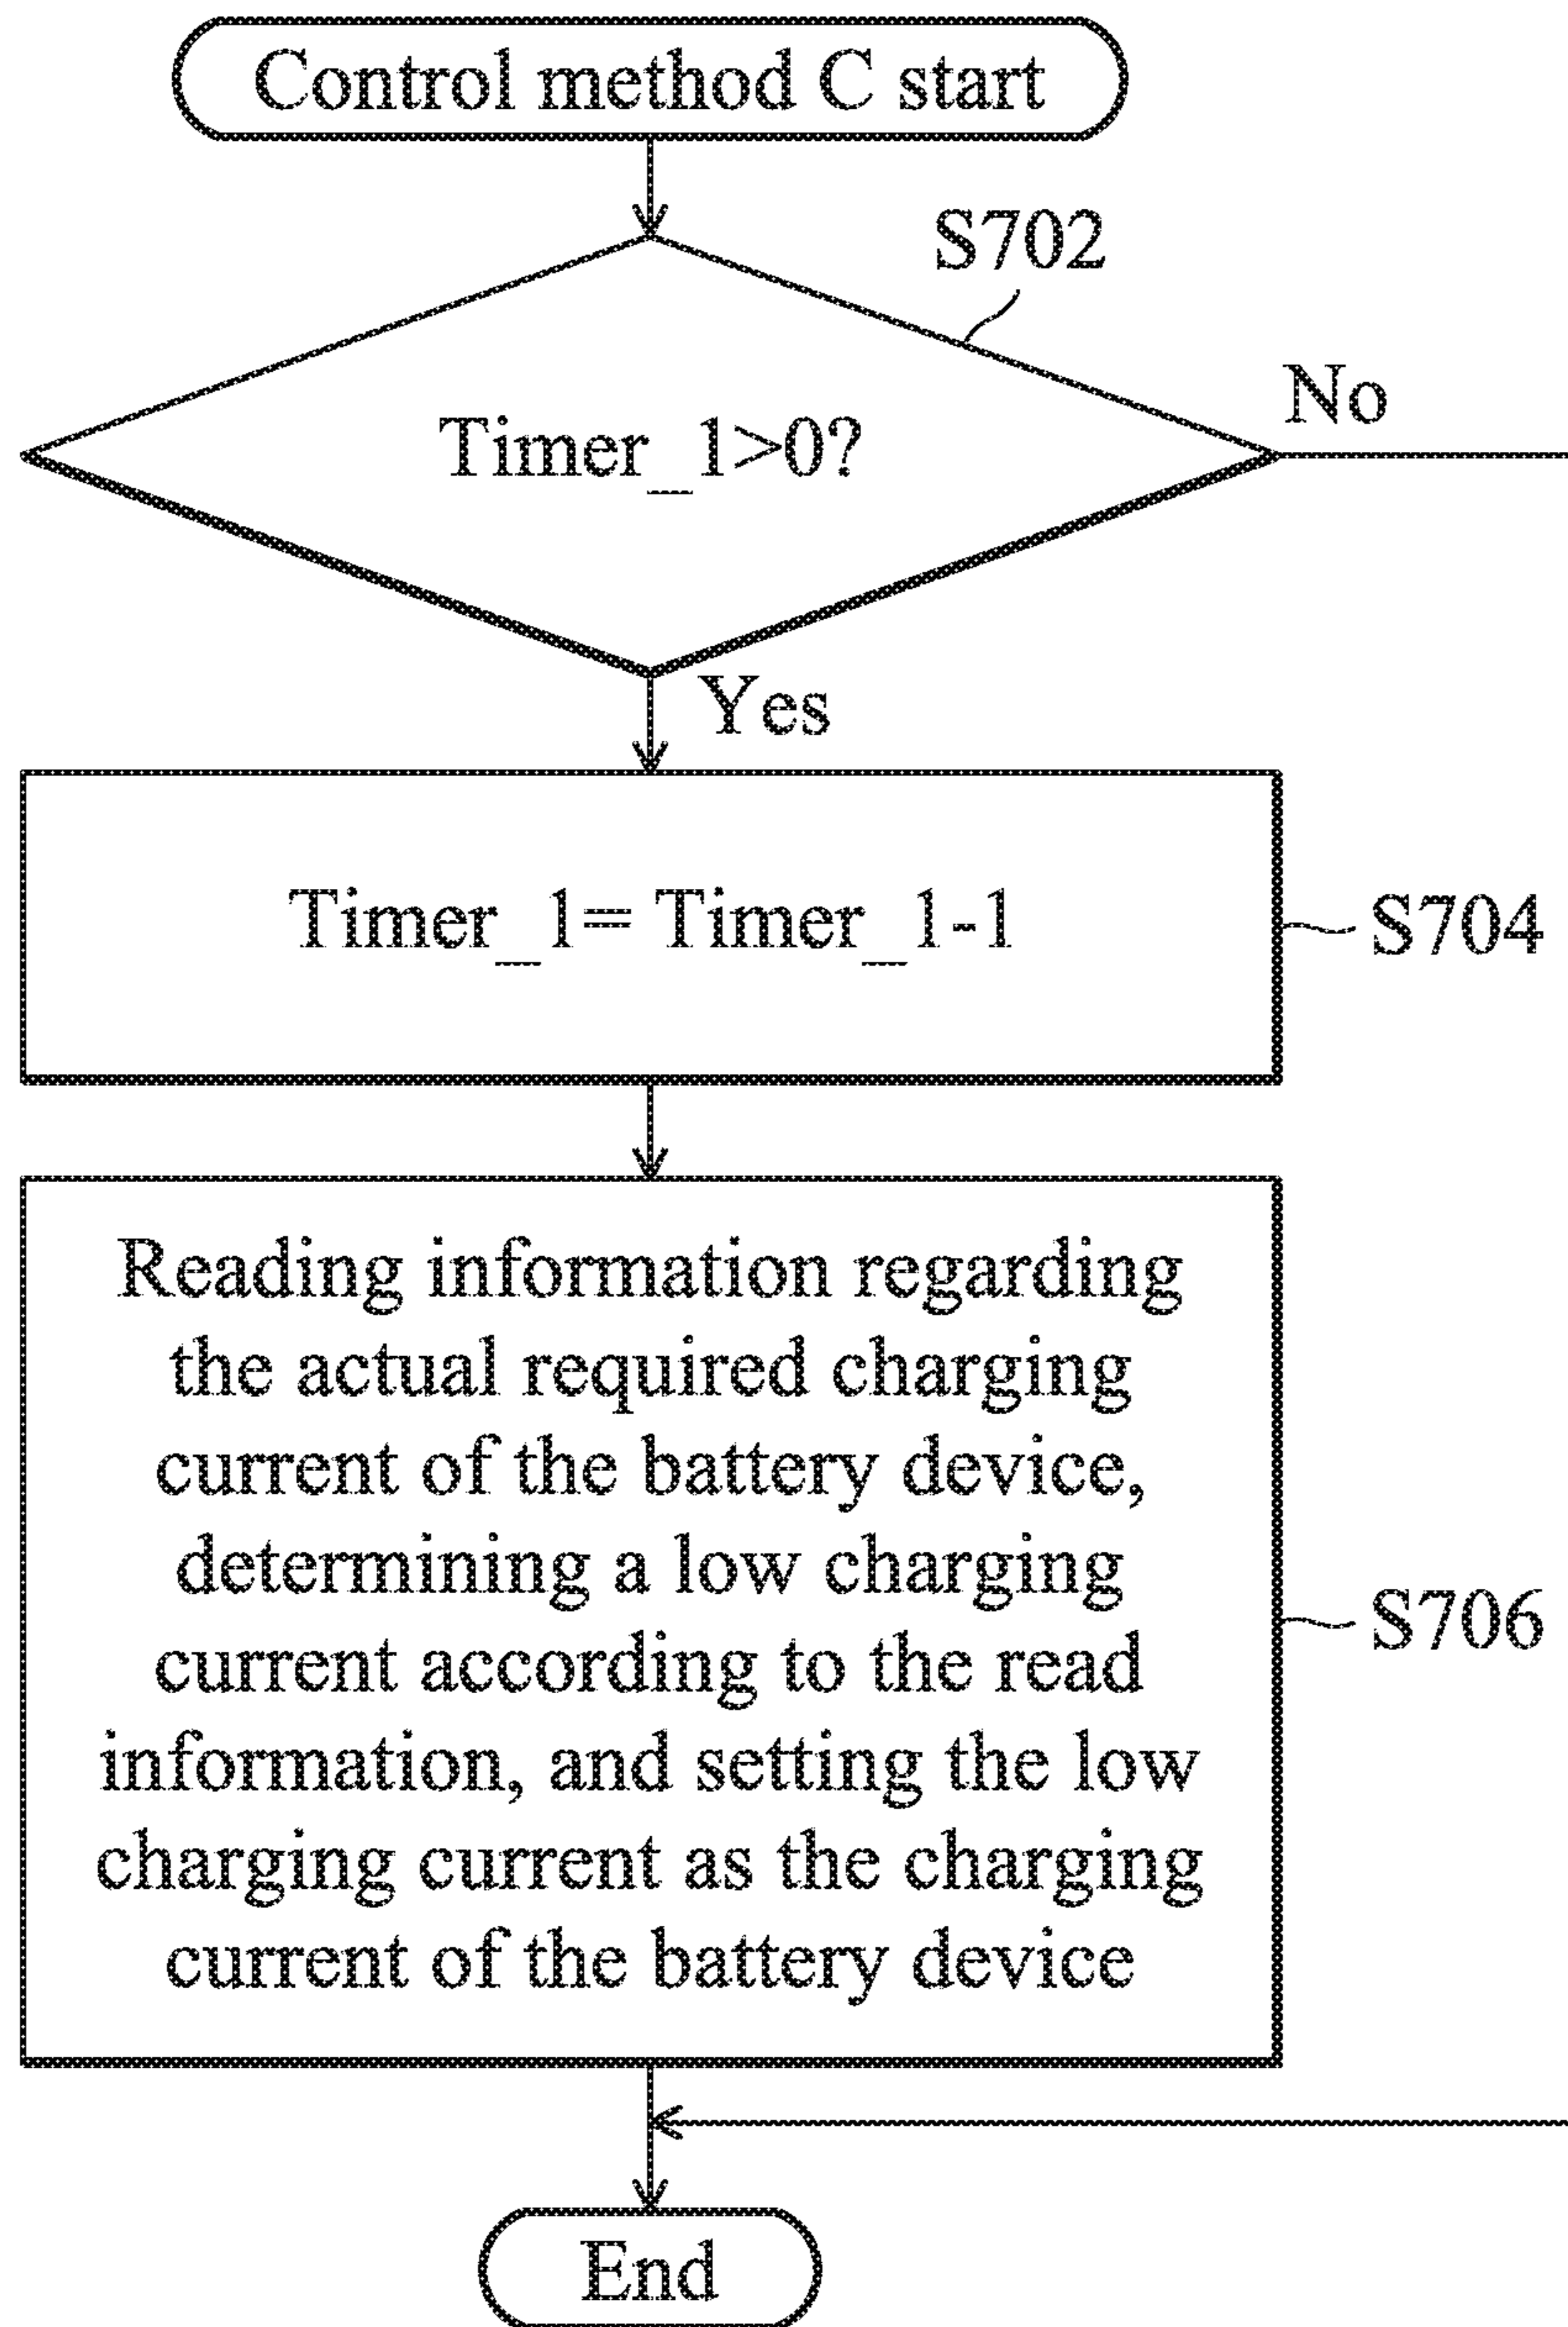 Control method C start
S702
No
Timer_1>0?
Yes
Timer_1= Timer_1-1
S704
Reading information regarding
the actual required charging
current of the battery device,
determining a low charging
current according to the read
information, and setting the low
charging current as the charging
current of the battery device
S706
End